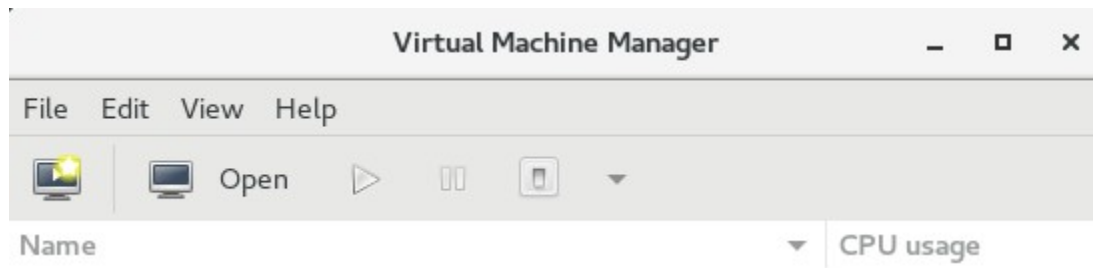 Virtual Machine Manager
File Edit View Help
Open
Name CPU usage